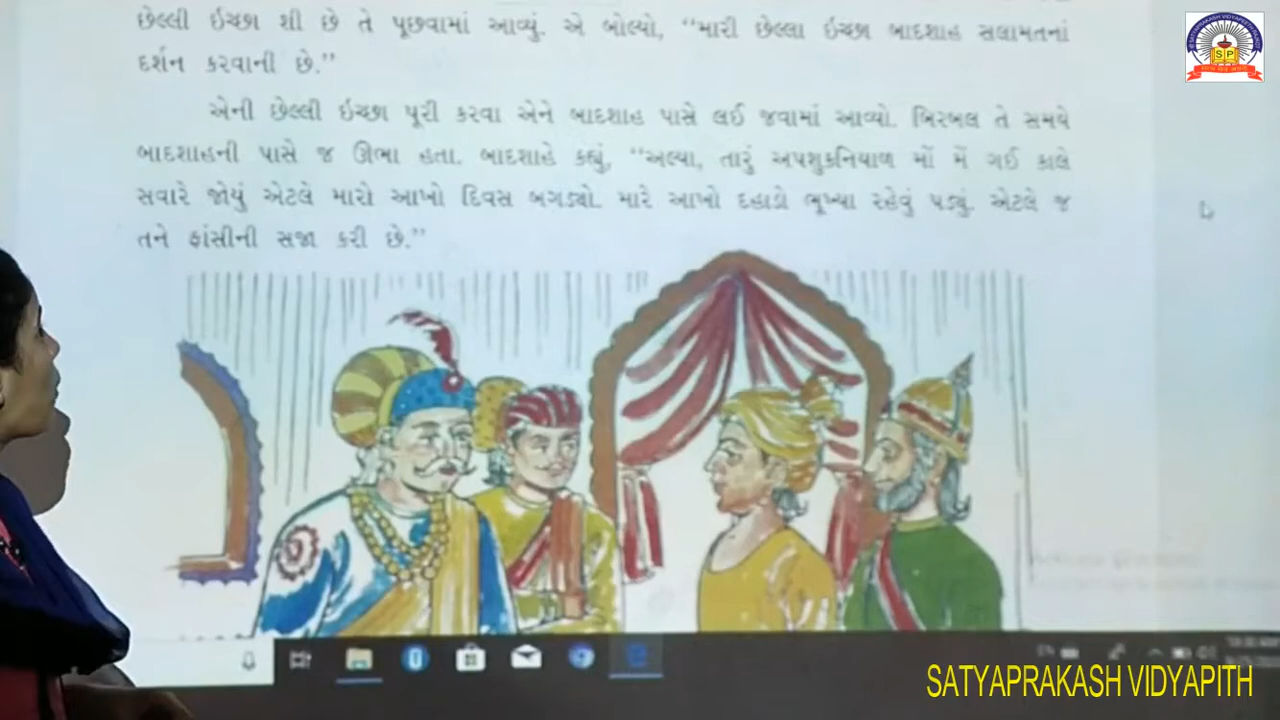 છેલ્લી ઇચ્છા શી છે તે પૂછવામાં આવ્યું. એ બોલ્યો, “મારી છેલ્લા ઇચ્છા બાદશાહ સલામતનાં
દર્શન કરવાની છે.”
એની છેલ્લી ઇચ્છા પૂરી કરવા એને બાદશાહ પાસે લઈ જવામાં આવ્યો. બિરબલ તે સમયે
બાદશાહની પાસે જ ઊભા હતા. બાદશાહે કહ્યું, “અલ્યા, તારું અપશુકનિયાળ મોં મેં ગઈ કાલે
સવારે જોયું એટલે મારો આખો દિવસ બગડ્યો. મારે આખો દહાડો ભૂખ્યા રહેવું પડ્યું. એટલે જ
તને ફાંસીની સજા કરી છે.”
SP
SATYAPRAKASH VIDYAPITH